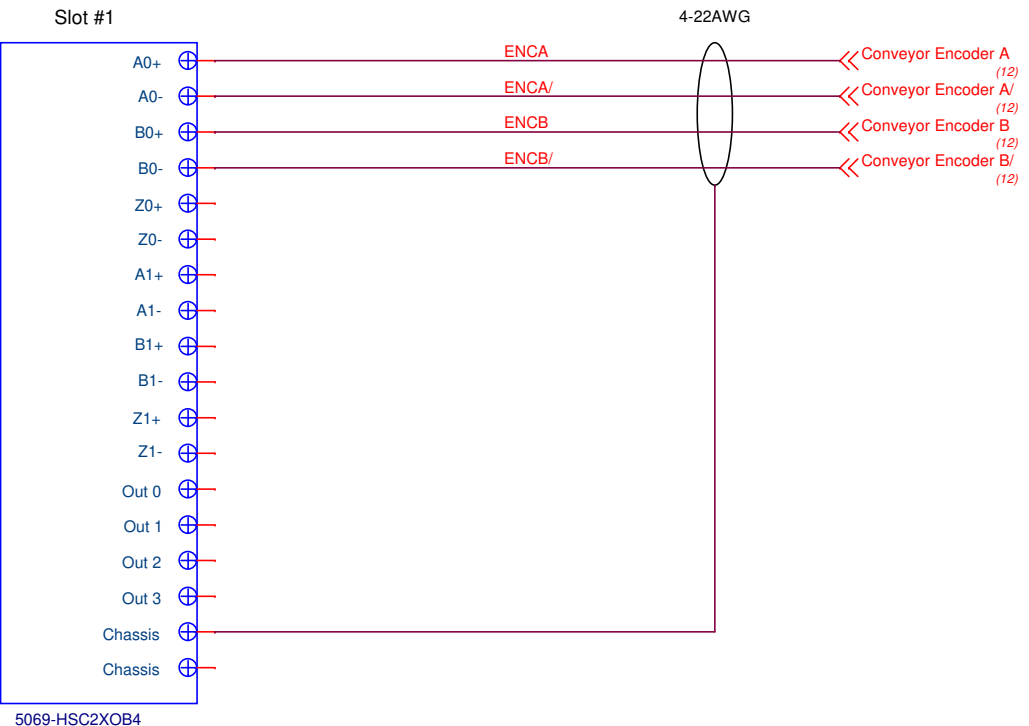 Slot #1
4-22AWG
A0+
ENCA
Conveyor Encoder A
(12)
A0-
ENCA/
Conveyor Encoder A/
(12)
B0+
ENCB
Conveyor Encoder B
(12)
B0-
ENCB/
Conveyor Encoder B/
(12)
Z0+
Z0-
A1+
A1-
B1+
B1-
Z1+
Z1-
Out 0
Out 1
Out 2
Out 3
Chassis
Chassis
5069-HSC2XOB4